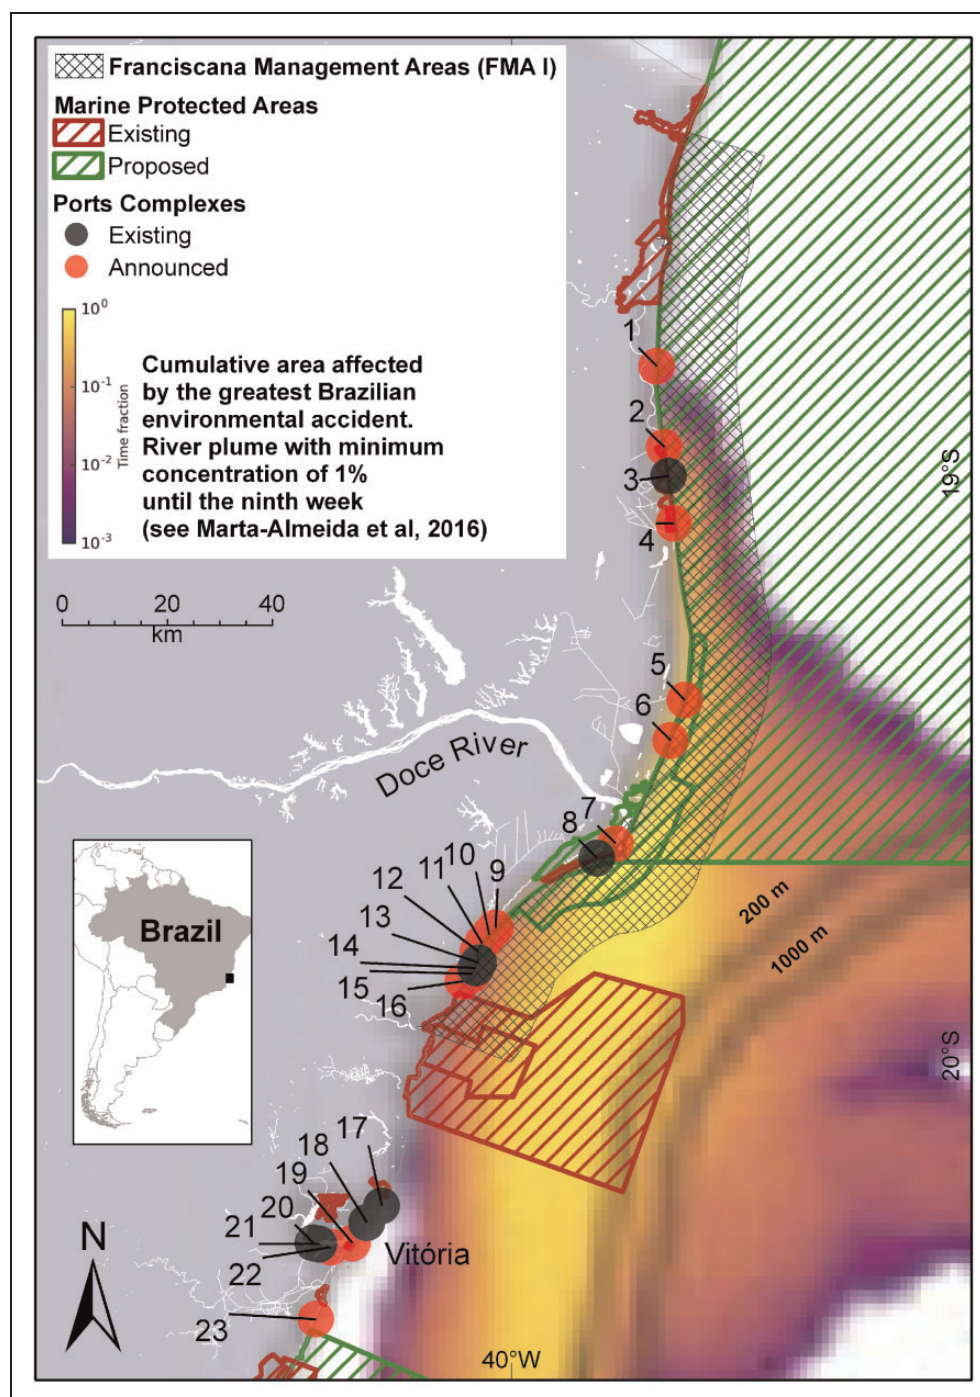 Franciscana Management Areas (FMA I)
Marine Protected Areas
Existing
Proposed
Ports Complexes
Existing
Announced
10^0
10^-1
10^-2
10^-3
Time fraction
Cumulative area affected
by the greatest Brazilian
environmental accident.
River plume with minimum
concentration of 1%
until the ninth week
(see Marta-Almeida et al, 2016)
0 20 40
km
1
2
3
4
5
6
7
8
9
10
11
12
13
14
15
16
17
18
19
20
21
22
23
Doce River
19°S
200 m
1000 m
20°S
Brazil
Vitória
N
40°W